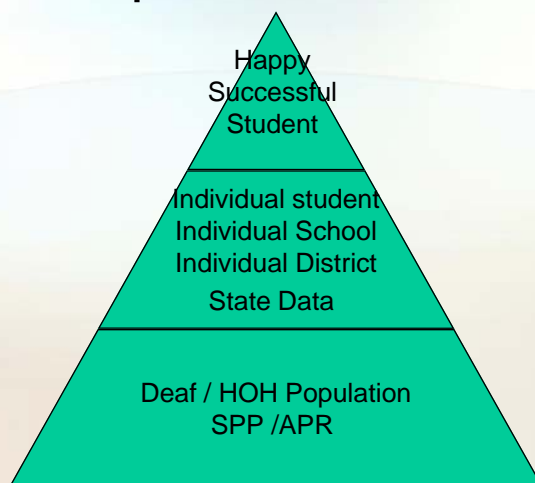 Happy
Successful
Student
Individual student
Individual School
Individual District
State Data
Deaf / HOH Population
SPP /APR